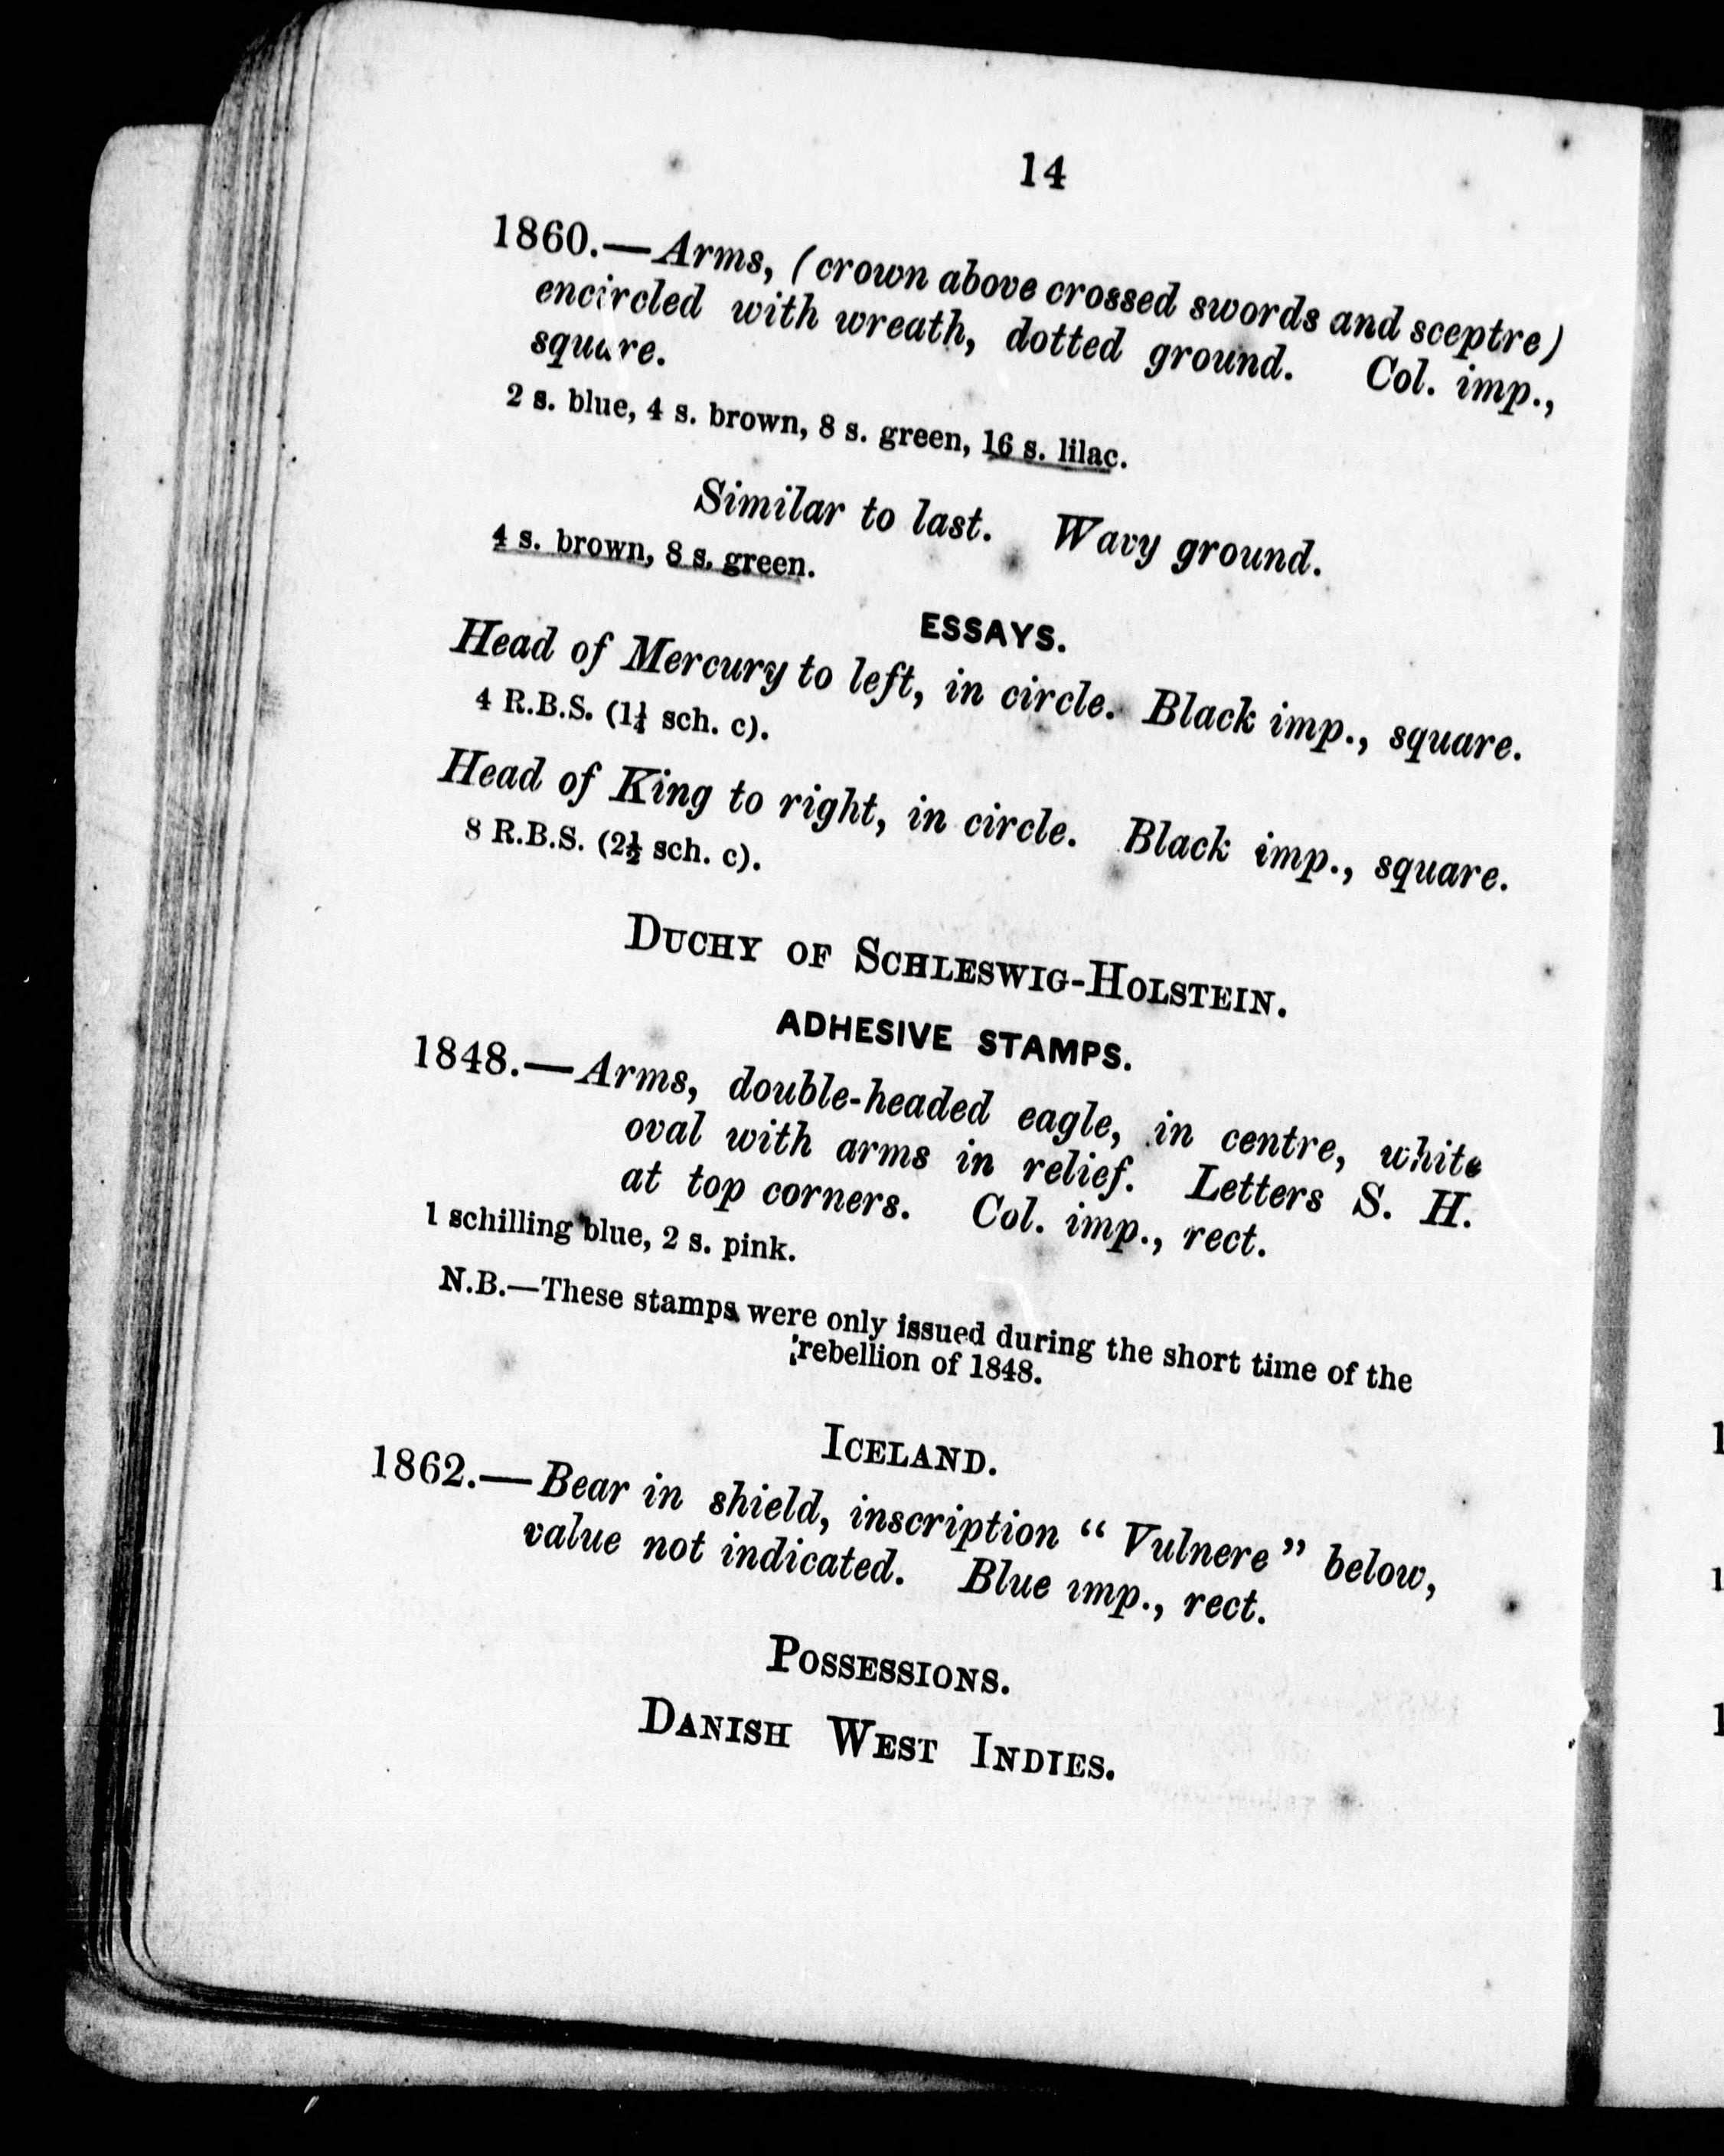 14
1860.—Arms, (crown above crossed swords and sceptre)
encircled with wreath, dotted ground. Col. imp.,
square.
2 s. blue, 4 s. brown, 8 s. green, 16 s. lilac.
Similar to last. Wavy ground.
4 s. brown, 8 s. green.
ESSAYS.
Head of Mercury to left, in circle. Black imp., square.
4 R.B.S. (1¼ sch. c).
Head of King to right, in circle. Black imp., square.
8 R.B.S. (2½ sch. c).
DUCHY OF SCHLESWIG-HOLSTEIN.
ADHESIVE STAMPS.
1848.—Arms, double-headed eagle, in centre, white
oval with arms in relief. Letters S. H.
at top corners. Col. imp., rect.
1 schilling blue, 2 s. pink.
N.B.—These stamps were only issued during the short time of the
rebellion of 1848.
ICELAND.
1862.—Bear in shield, inscription “ Vulnere” below,
value not indicated. Blue imp., rect.
POSSESSIONS.
DANISH WEST INDIES.